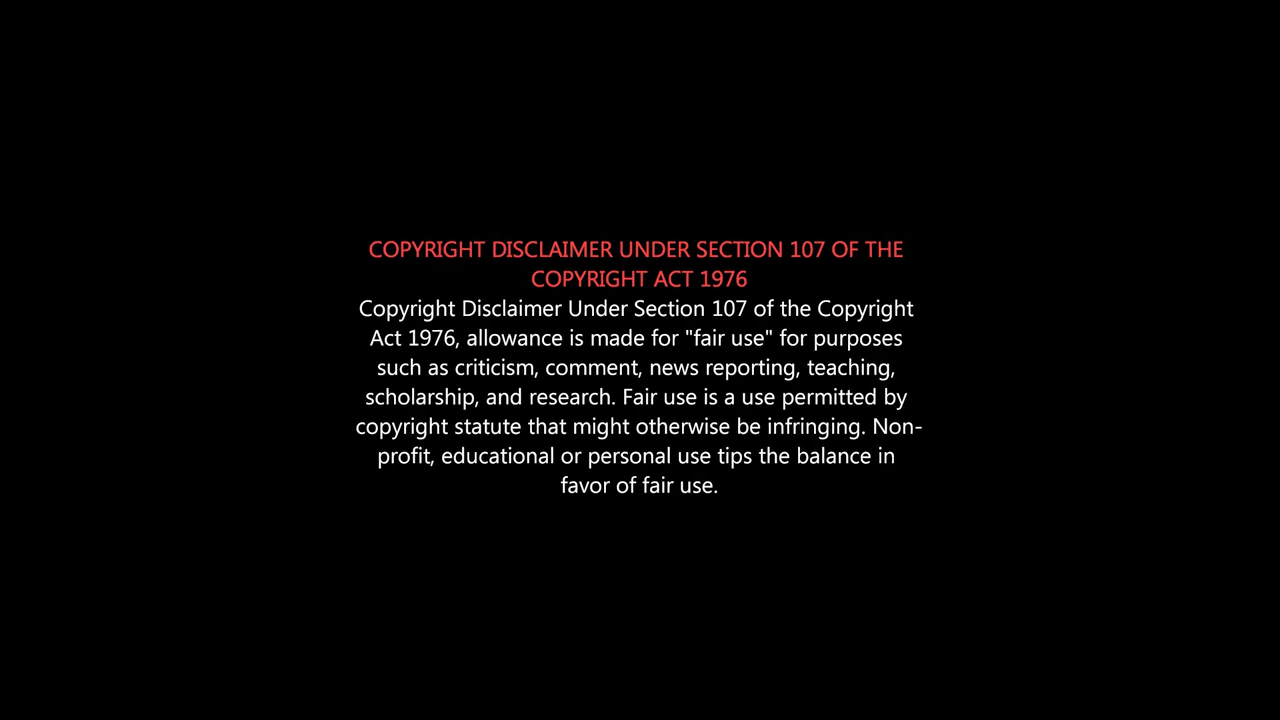 COPYRIGHT DISCLAIMER UNDER SECTION 107 OF THE
COPYRIGHT ACT 1976
Copyright Disclaimer Under Section 107 of the Copyright
Act 1976, allowance is made for "fair use" for purposes
such as criticism, comment, news reporting, teaching,
scholarship, and research. Fair use is a use permitted by
copyright statute that might otherwise be infringing. Non-
profit, educational or personal use tips the balance in
favor of fair use.